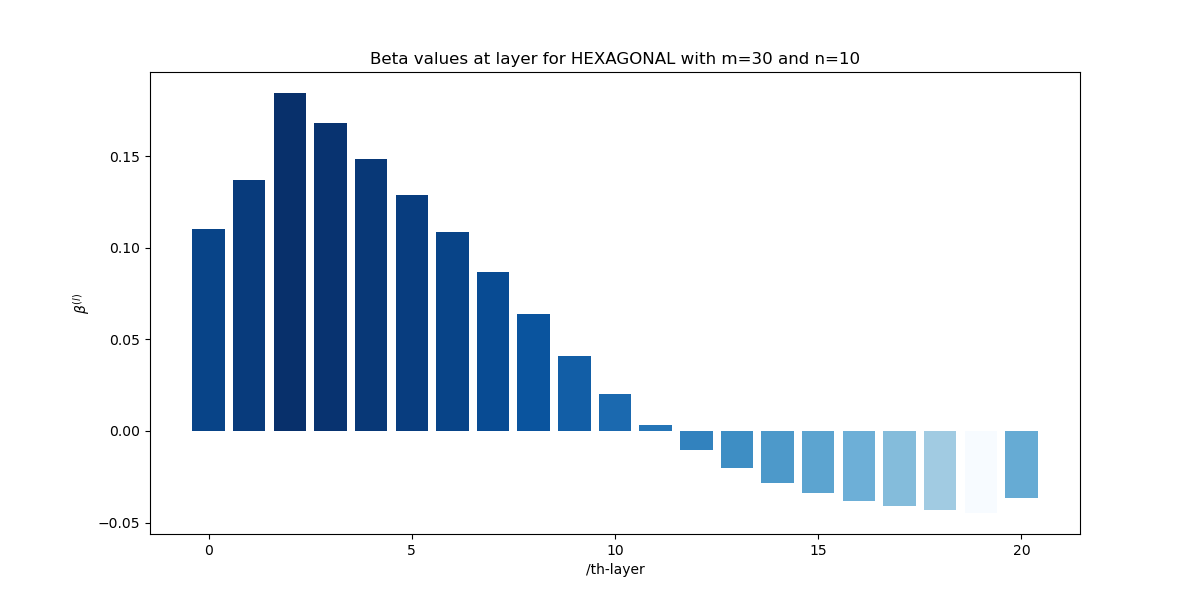 Beta values at layer for HEXAGONAL with m=30 and n=10
0.15
0.10
0.05
0.00
−0.05
β⁽ˡ⁾
0 5 10 15 20
/th-layer